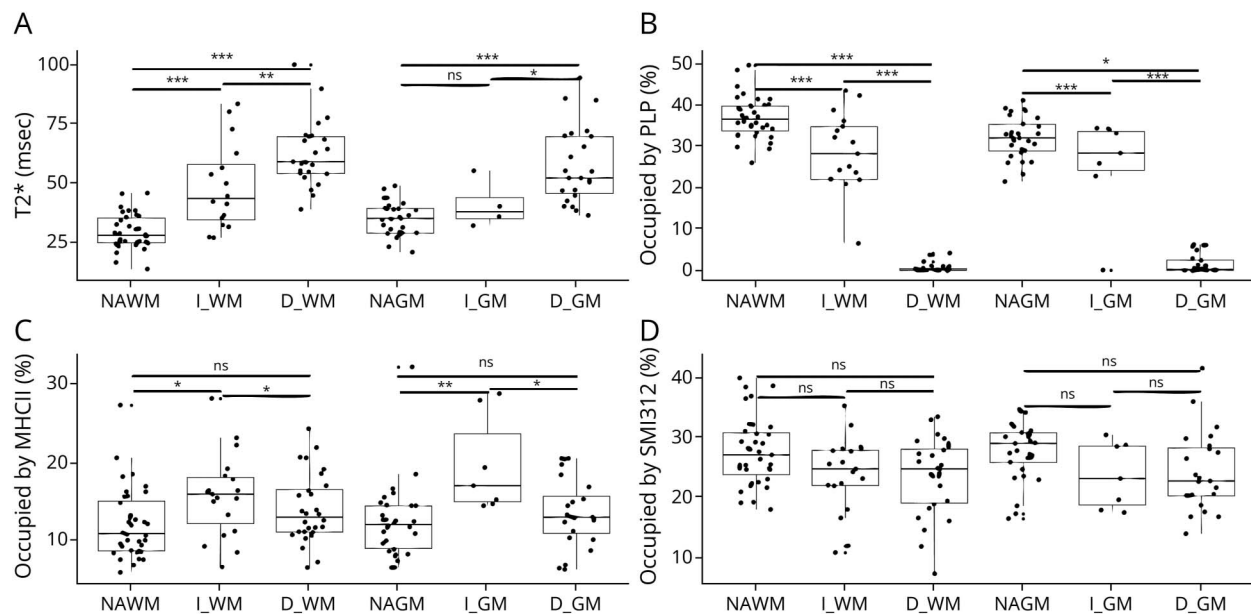 A
T2* (msec)
100
75
50
25
***
***
**
***
ns
*
NAWM I_WM D_WM NAGM I_GM D_GM
B
Occupied by PLP (%)
50
40
30
20
10
0
***
***
***
*
***
***
NAWM I_WM D_WM NAGM I_GM D_GM
C
Occupied by MHCII (%)
30
20
10
ns
*
*
ns
**
*
NAWM I_WM D_WM NAGM I_GM D_GM
D
Occupied by SMI312 (%)
40
30
20
10
ns
ns
ns
ns
ns
ns
NAWM I_WM D_WM NAGM I_GM D_GM